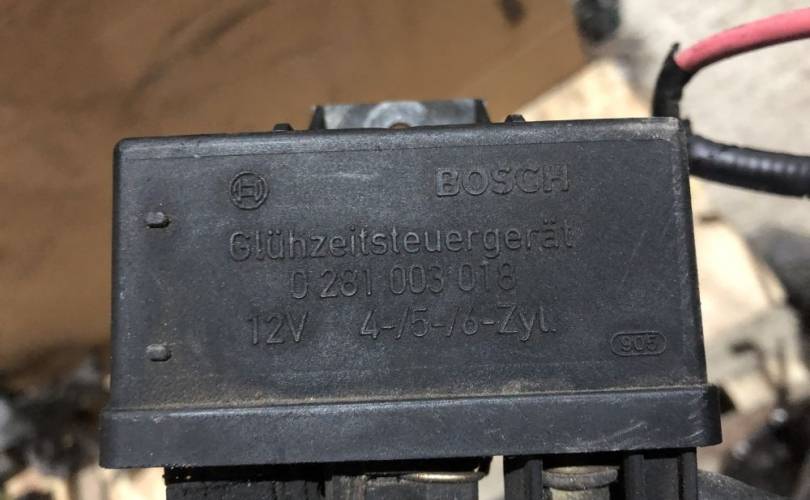 BOSCH
Glühzeitsteuergerät
0 281 003 018
12V 4-/5-/6-Zyl.
905